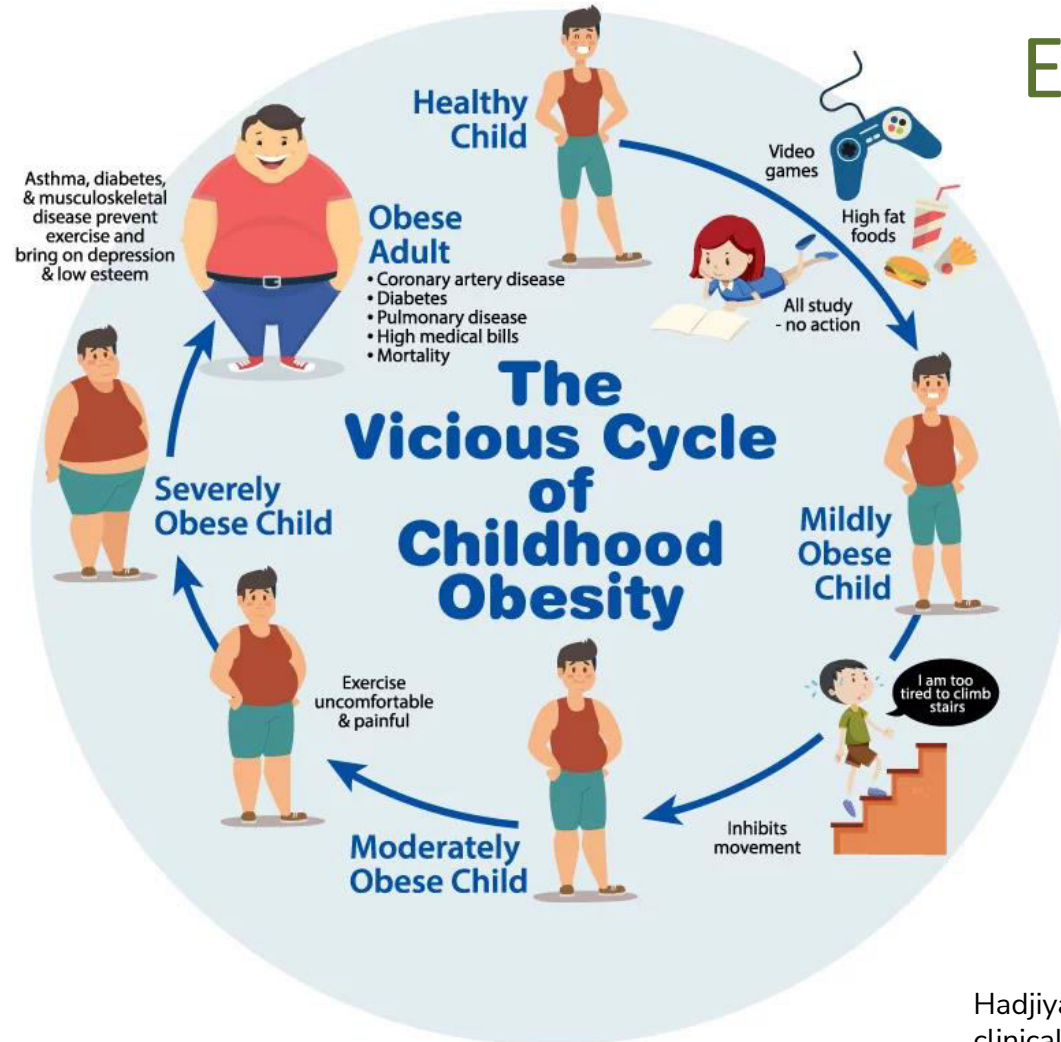 E
Healthy
Child
Video
games
High fat
foods
All study
- no action
Mildly
Obese
Child
I am too
tired to climb
stairs
Inhibits
movement
Moderately
Obese Child
Exercise
uncomfortable
& painful
Severely
Obese Child
Asthma, diabetes,
& musculoskeletal
disease prevent
exercise and
bring on depression
& low esteem
Obese
Adult
• Coronary artery disease
• Diabetes
• Pulmonary disease
• High medical bills
• Mortality
The
Vicious Cycle
of
Childhood
Obesity
Hadjiya
clinical